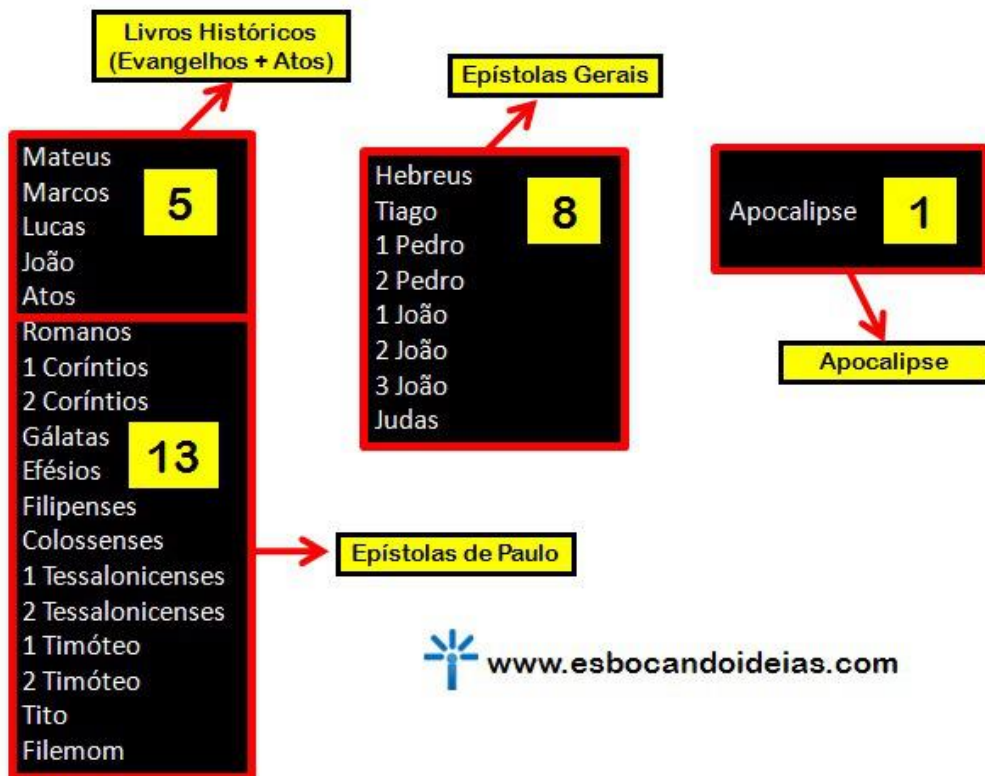 Livros Históricos
(Evangelhos + Atos)
Mateus
Marcos
Lucas
João
Atos
5
Romanos
1 Coríntios
2 Coríntios
Gálatas
Efésios
Filipenses
Colossenses
1 Tessalonicenses
2 Tessalonicenses
1 Timóteo
2 Timóteo
Tito
Filemom
13
Epístolas de Paulo
Epístolas Gerais
Hebreus
Tiago
1 Pedro
2 Pedro
1 João
2 João
3 João
Judas
8
Apocalipse
1
Apocalipse
www.esbocandoideias.com